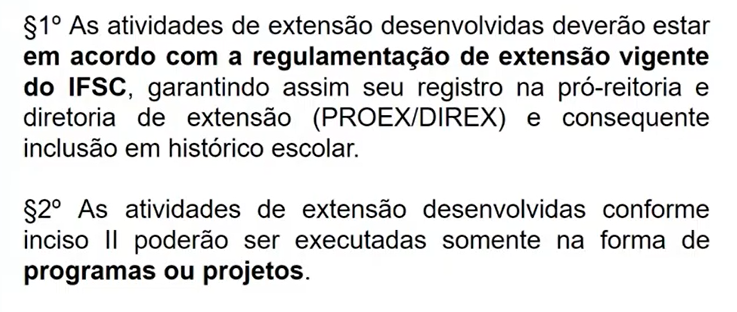 §1º As atividades de extensão desenvolvidas deverão estar
em acordo com a regulamentação de extensão vigente
do IFSC, garantindo assim seu registro na pró-reitoria e
diretoria de extensão (PROEX/DIREX) e consequente
inclusão em histórico escolar.
§2º As atividades de extensão desenvolvidas conforme
inciso II poderão ser executadas somente na forma de
programas ou projetos.